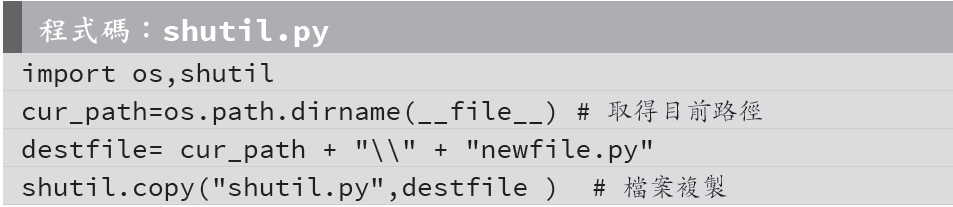 程式碼：shutil.py
import os,shutil
cur_path=os.path.dirname(__file__) # 取得目前路徑
destfile= cur_path + "\\" + "newfile.py"
shutil.copy("shutil.py",destfile )  # 檔案複製